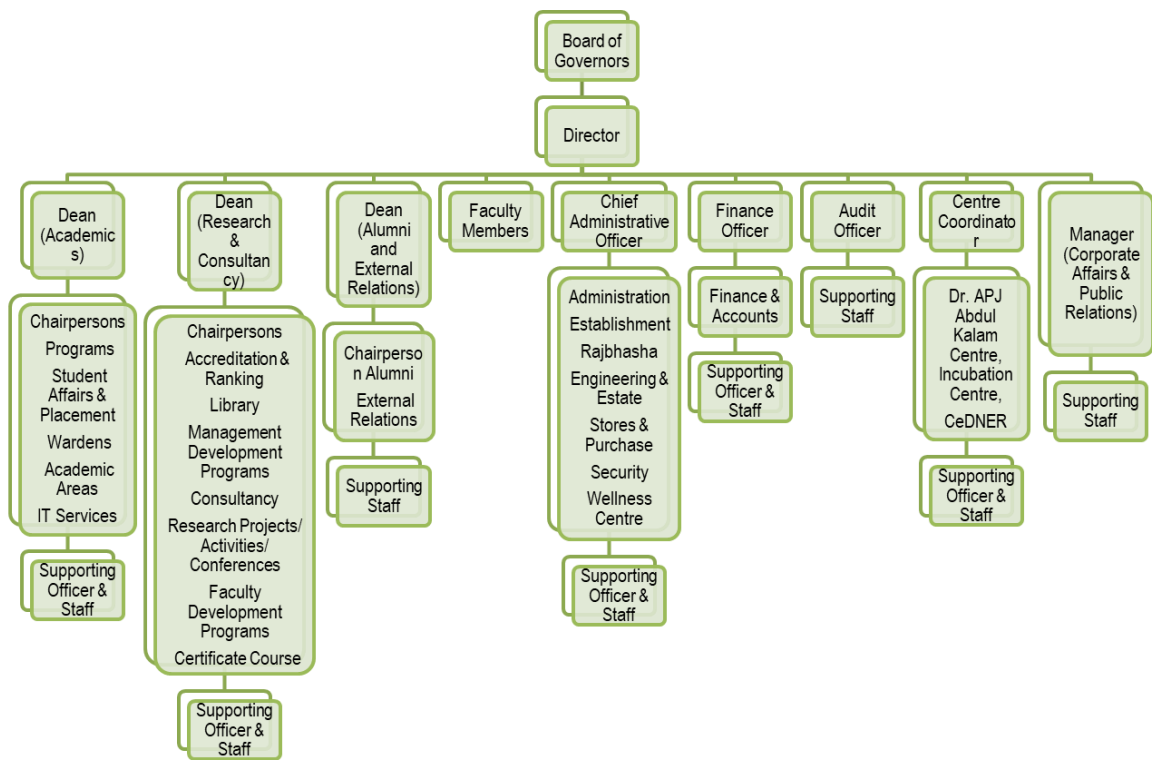 Board of
Governors
Director
Dean
(Academic
s)
Chairpersons
Programs
Student
Affairs &
Placement
Wardens
Academic
Areas
IT Services
Supporting
Officer &
Staff
Dean
(Research
&
Consultan
cy)
Chairpersons
Accreditation &
Ranking
Library
Management
Development
Programs
Consultancy
Research Projects/
Activities/
Conferences
Faculty
Development
Programs
Certificate Course
Supporting
Officer &
Staff
Dean
(Alumni
and
External
Relations)
Chairperso
n Alumni
External
Relations
Supporting
Staff
Faculty
Members
Chief
Administrative
Officer
Administration
Establishment
Rajbhasha
Engineering &
Estate
Stores &
Purchase
Security
Wellness
Centre
Supporting
Officer &
Staff
Finance
Officer
Finance &
Accounts
Supporting
Officer &
Staff
Audit
Officer
Supporting
Staff
Centre
Coordinato
r
Dr. APJ
Abdul
Kalam
Centre,
Incubation
Centre,
CeDNER
Supporting
Officer &
Staff
Manager
(Corporate
Affairs &
Public
Relations)
Supporting
Staff